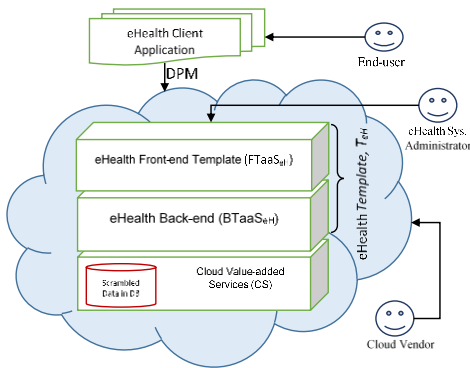 eHealth Client
Application
End-user
DPM
eHealth Sys.
Administrator
eHealth Front-end Template (FTaaSeH)
eHealth Template, TeH
eHealth Back-end (BTaaSeH)
Cloud Value-added
Services (CS)
Scrambled
Data in DB
Cloud Vendor